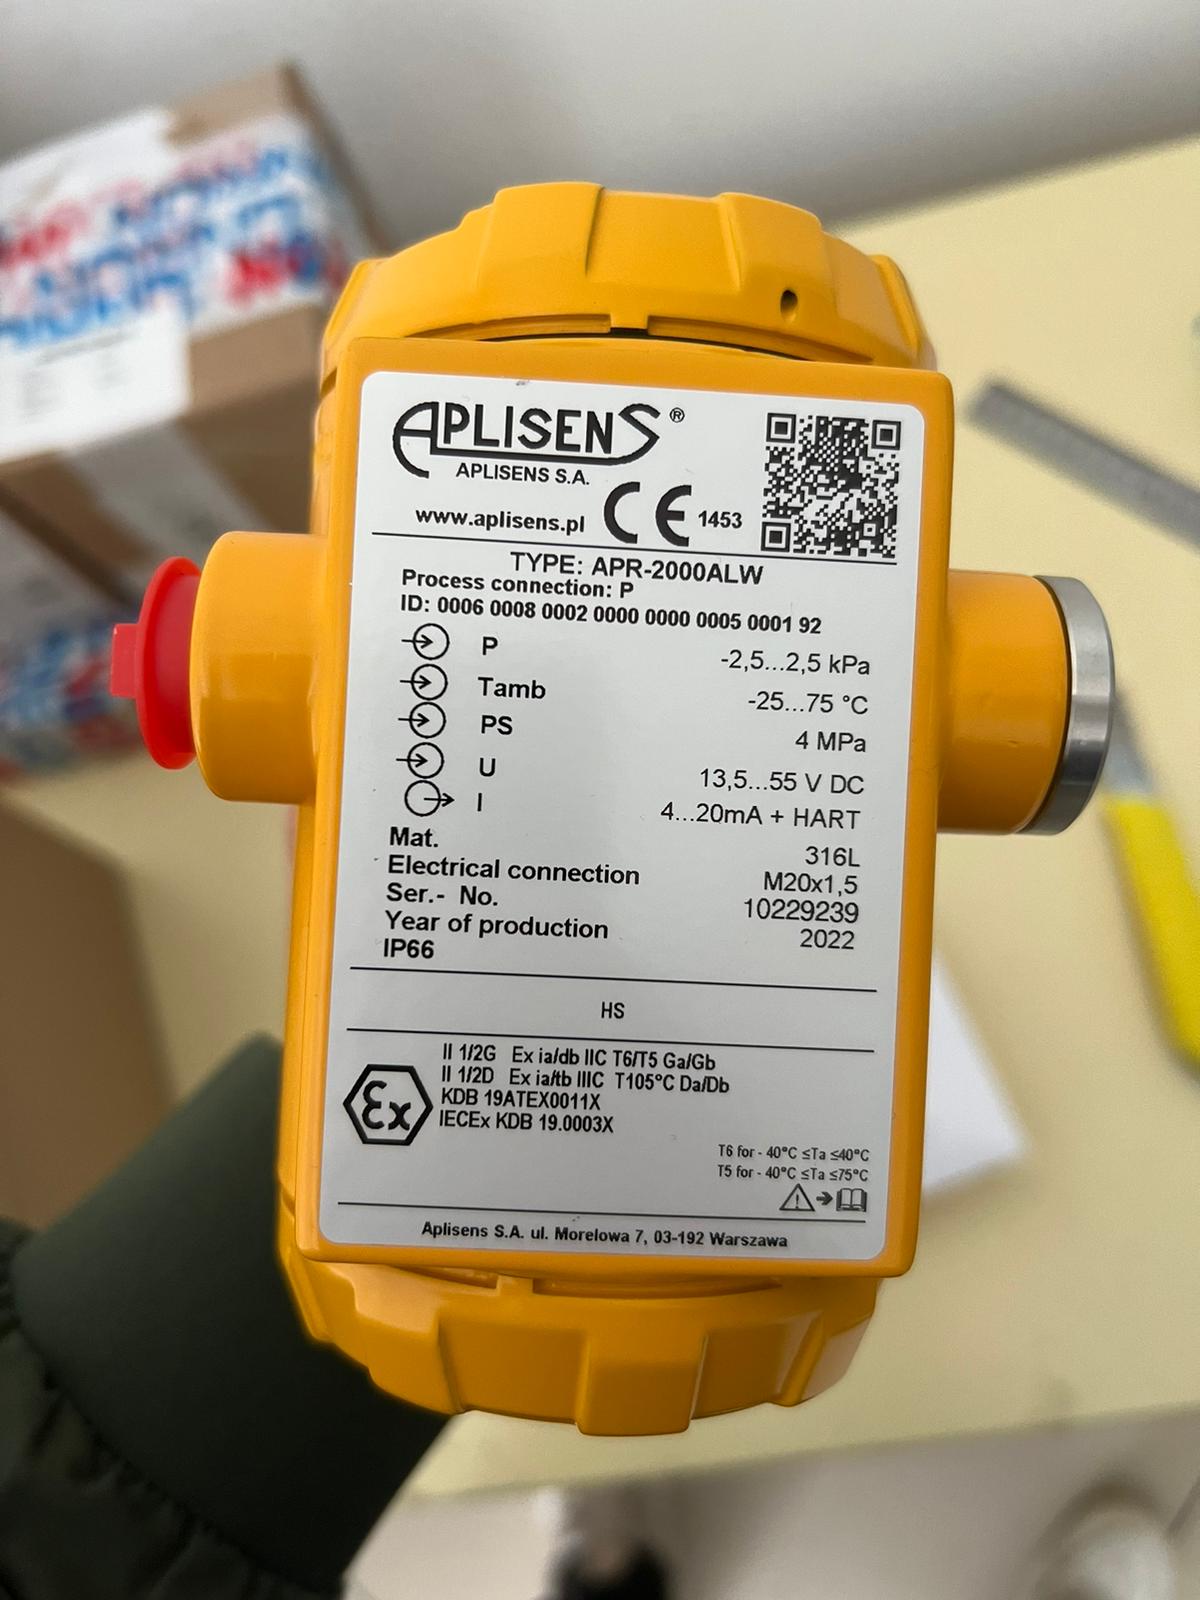 APLISENS®
APLISENS S.A.
www.aplisens.pl CE 1453
TYPE: APR-2000ALW
Process connection: P
ID: 0006 0008 0002 0000 0000 0005 0001 92
P -2,5...2,5 kPa
Tamb -25...75 °C
PS 4 MPa
U 13,5...55 V DC
I 4...20mA + HART
Mat. 316L
Electrical connection M20x1,5
Ser.- No. 10229239
Year of production 2022
IP66
HS
II 1/2G Ex ia/db IIC T6/T5 Ga/Gb
II 1/2D Ex ia/tb IIIC T105°C Da/Db
KDB 19ATEX0011X
IECEx KDB 19.0003X
Ex
T6 for - 40°C ≤Ta ≤40°C
T5 for - 40°C ≤Ta ≤75°C
Aplisens S.A. ul. Morelowa 7, 03-192 Warszawa